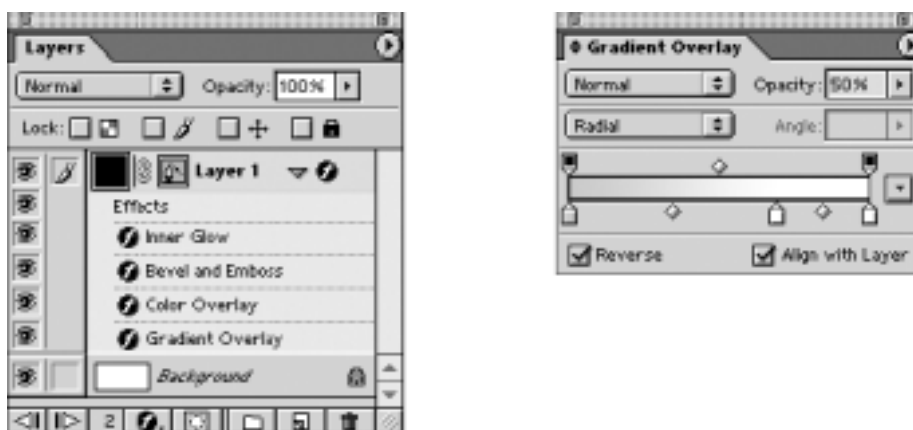 Layers
Normal Opacity: 100%
Lock:
Layer 1
Effects
Inner Glow
Bevel and Emboss
Color Overlay
Gradient Overlay
Background
2
Gradient Overlay
Normal Opacity: 50%
Radial Angle:
Reverse Align with Layer